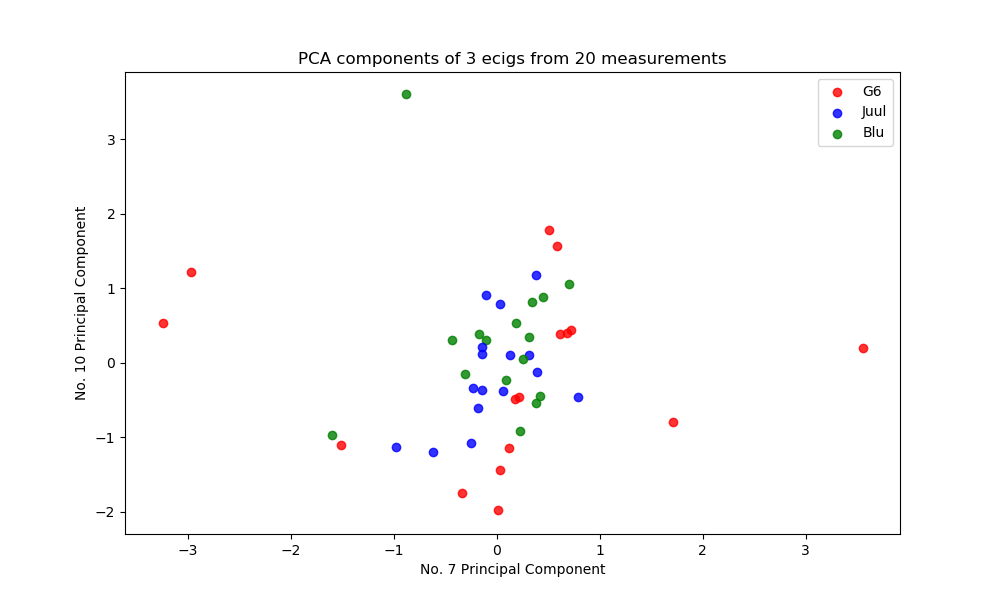 PCA components of 3 ecigs from 20 measurements
G6
Juul
Blu
3
2
1
0
−1
−2
No. 10 Principal Component
−3 −2 −1 0 1 2 3
No. 7 Principal Component